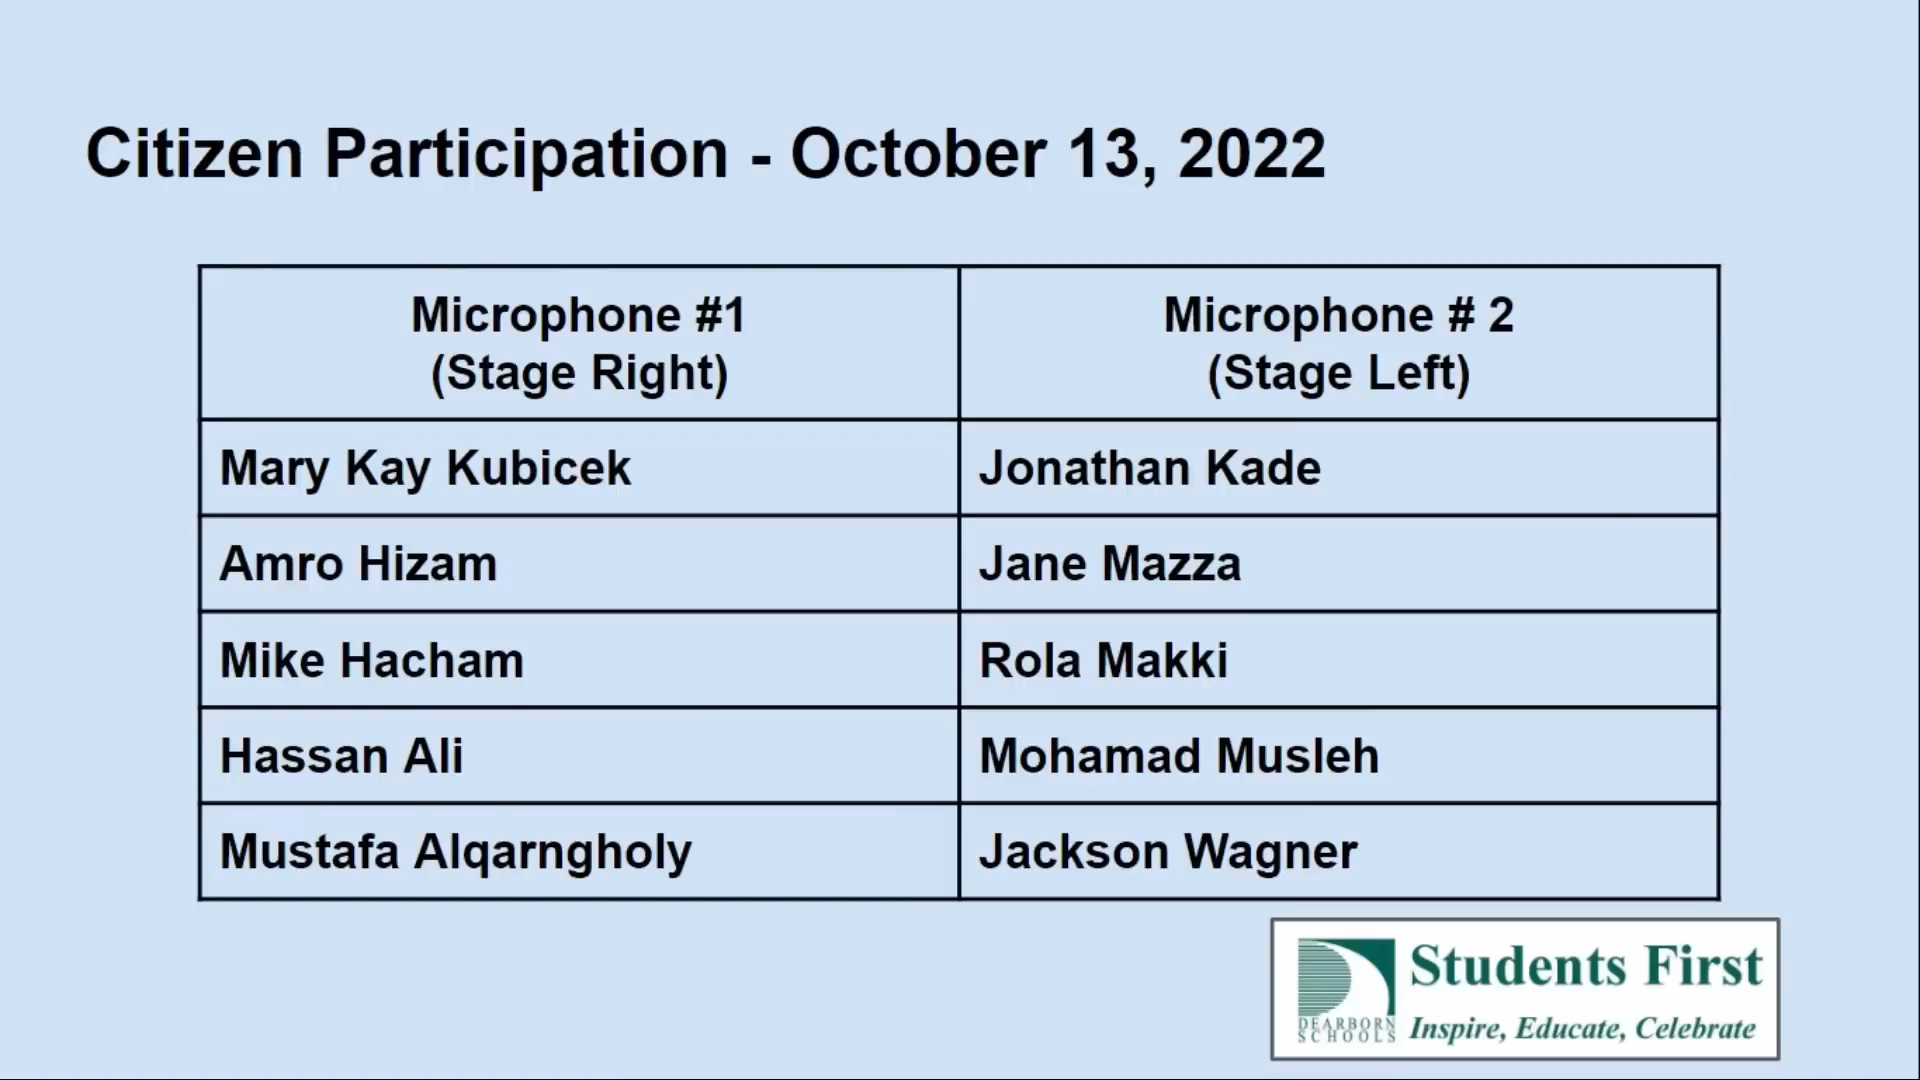 Citizen Participation - October 13, 2022
Microphone #1
(Stage Right)
Microphone # 2
(Stage Left)
Mary Kay Kubicek
Jonathan Kade
Amro Hizam
Jane Mazza
Mike Hacham
Rola Makki
Hassan Ali
Mohamad Musleh
Mustafa Alqarngholy
Jackson Wagner
Students First
DEARBORN
SCHOOLS
Inspire, Educate, Celebrate